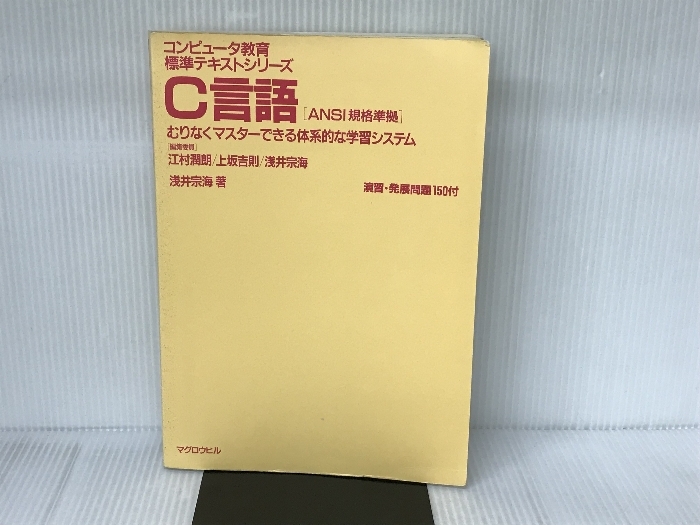 コンピュータ教育
標準テキストシリーズ
C言語[ANSI規格準拠]
むりなくマスターできる体系的な学習システム
[編集委員]
江村潤朗/上坂吉則/浅井宗海
浅井宗海 著
演習・発展問題150付
マグロウヒル